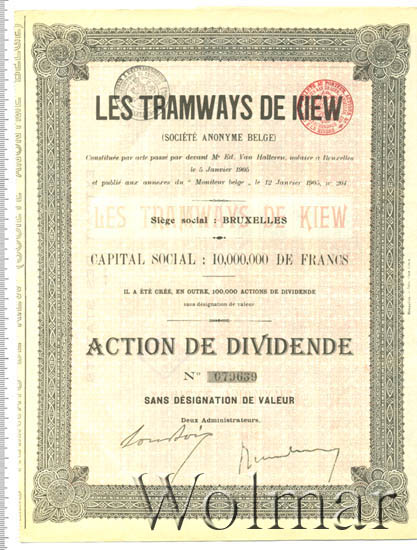 LES TRAMWAYS DE KIEW
(SOCIÉTÉ ANONYME BELGE)
Constituée par acte passé par devant Me Ed. Van Halteren, notaire à Bruxelles
le 5 Janvier 1905
et publié aux annexes du “ Moniteur belge „ le 12 Janvier 1905, no 204
LES TRAMWAYS DE KIEW
Siège social : BRUXELLES
CAPITAL SOCIAL : 10,000,000 DE FRANCS
IL A ÉTÉ CRÉÉ, EN OUTRE, 100,000 ACTIONS DE DIVIDENDE
sans désignation de valeur
ACTION DE DIVIDENDE
No 079639
SANS DÉSIGNATION DE VALEUR
Deux Administrateurs.
Wolmar